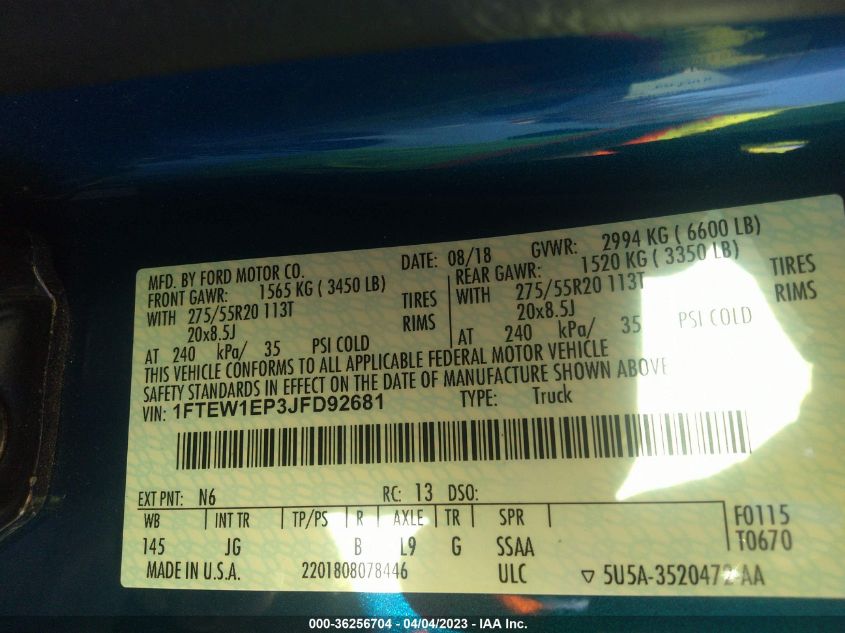 MFD. BY FORD MOTOR CO. DATE: 08/18 GVWR: 2994 KG ( 6600 LB)
FRONT GAWR: 1565 KG ( 3450 LB) REAR GAWR: 1520 KG ( 3350 LB)
WITH 275/55R20 113T TIRES WITH 275/55R20 113T TIRES
20x8.5J RIMS 20x8.5J RIMS
AT 240 kPa/ 35 PSI COLD AT 240 kPa/ 35 PSI COLD
THIS VEHICLE CONFORMS TO ALL APPLICABLE FEDERAL MOTOR VEHICLE
SAFETY STANDARDS IN EFFECT ON THE DATE OF MANUFACTURE SHOWN ABOVE
VIN: 1FTEW1EP3JFD92681 TYPE: Truck
EXT PNT: N6 RC: 13 DSO:
WB INT TR TP/PS R AXLE TR SPR F0115
145 JG B L9 G SSAA T0670
MADE IN U.S.A. 2201808078446 ULC ▽ 5U5A-3520472-AA
000-36256704 - 04/04/2023 - IAA, Inc.